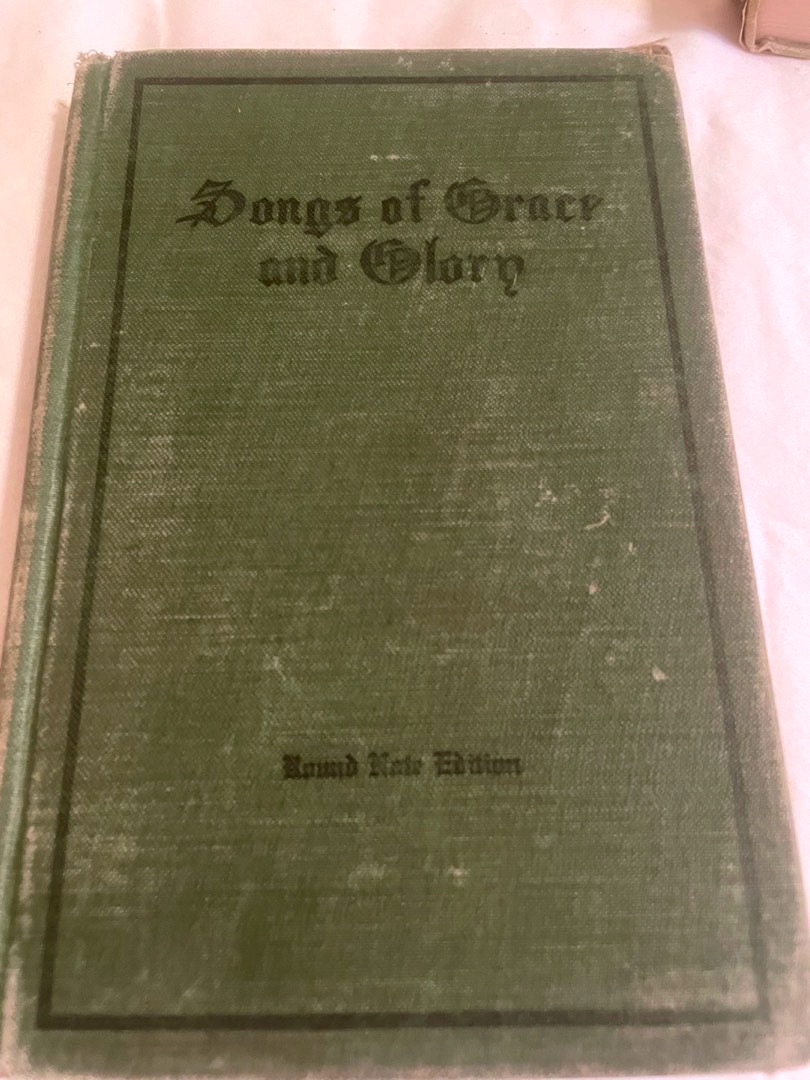 Songs of Grace
and Glory
Round Note Edition